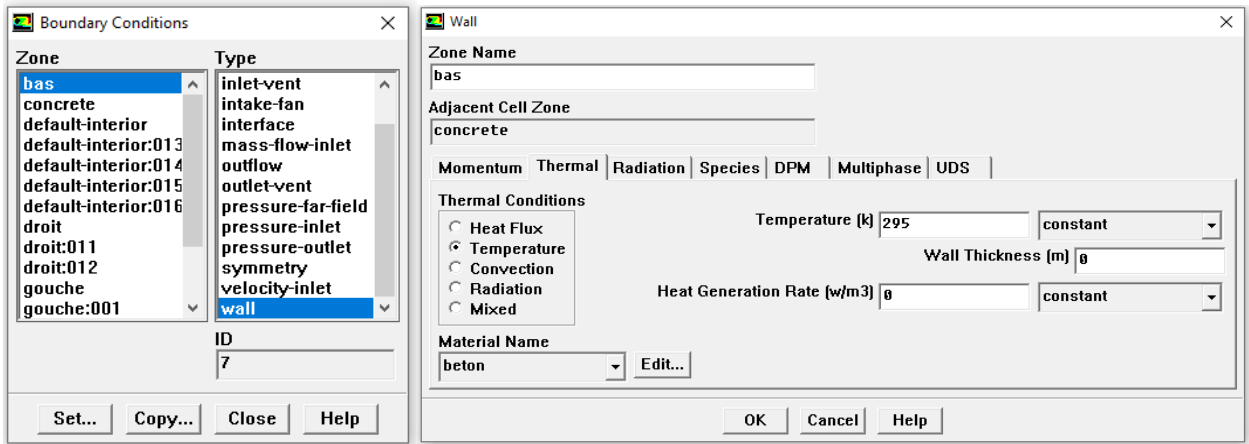 Boundary Conditions
Zone
bas
concrete
default-interior
default-interior:013
default-interior:014
default-interior:015
default-interior:016
droit
droit:011
droit:012
gouche
gouche:001
Type
inlet-vent
intake-fan
interface
mass-flow-inlet
outflow
outlet-vent
pressure-far-field
pressure-inlet
pressure-outlet
symmetry
velocity-inlet
wall
ID
7
Set... Copy... Close Help
Wall
Zone Name
bas
Adjacent Cell Zone
concrete
Momentum Thermal Radiation Species DPM Multiphase UDS
Thermal Conditions
Heat Flux
Temperature
Convection
Radiation
Mixed
Temperature (k) 295 constant
Wall Thickness (m) 0
Heat Generation Rate (w/m3) 0 constant
Material Name
beton Edit...
OK Cancel Help